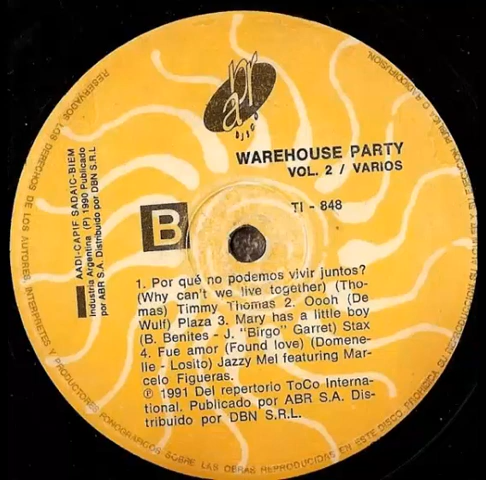 abr
discos
WAREHOUSE PARTY
VOL. 2 / VARIOS
TI - 848
AADI-CAPIF SADAIC-BIEM
Industria Argentina (P) 1990 Publicado
por ABR S.A. Distribuido por DBN S.R.L
B
1. Por qué no podemos vivir juntos?
(Why can't we live together) (Tho-
mas) Timmy Thomas 2. Oooh (De
Wulf) Plaza 3. Mary has a little boy
(B. Benites - J. "Birgo" Garret) Stax
4. Fue amor (Found love) (Domene-
lle - Losito) Jazzy Mel featuring Mar-
celo Figueras.
℗ 1991 Del repertorio ToCo Interna-
tional. Publicado por ABR S.A. Dis-
tribuido por DBN S.R.L.
RESERVADOS LOS DERECHOS DE LOS AUTORES, INTERPRETES Y PRODUCTORES FONOGRAFICOS SOBRE LAS OBRAS REPRODUCIDAS EN ESTE DISCO PROHIBIDA SU